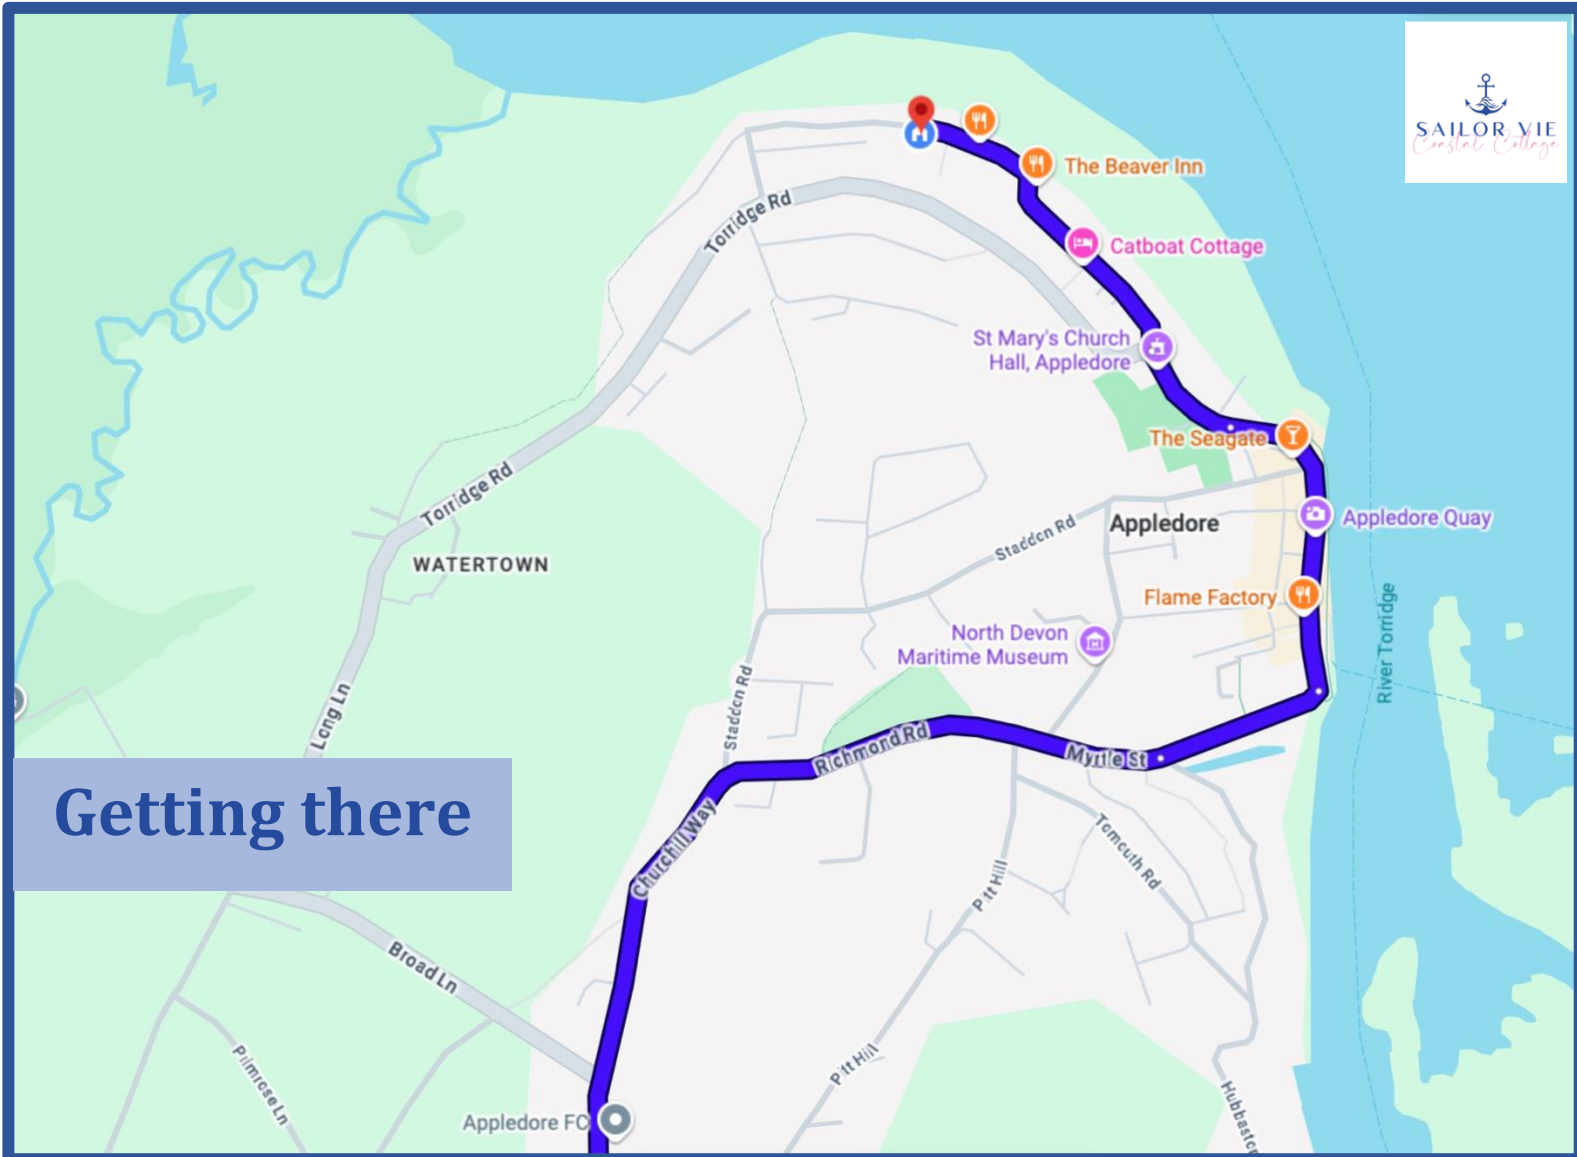 SAILOR VIE
Coastal Cottage
The Beaver Inn
Torridge Rd
Catboat Cottage
St Mary's Church
Hall, Appledore
The Seagate
Torridge Rd
Appledore
Appledore Quay
Staddon Rd
WATERTOWN
Flame Factory
River Torridge
North Devon
Maritime Museum
Staddon Rd
Long Ln
Richmond Rd
Myrtle St
Getting there
Churchill Way
Tomouth Rd
Pitt Hill
Broad Ln
Pitt Hill
Primrose Ln
Appledore FC